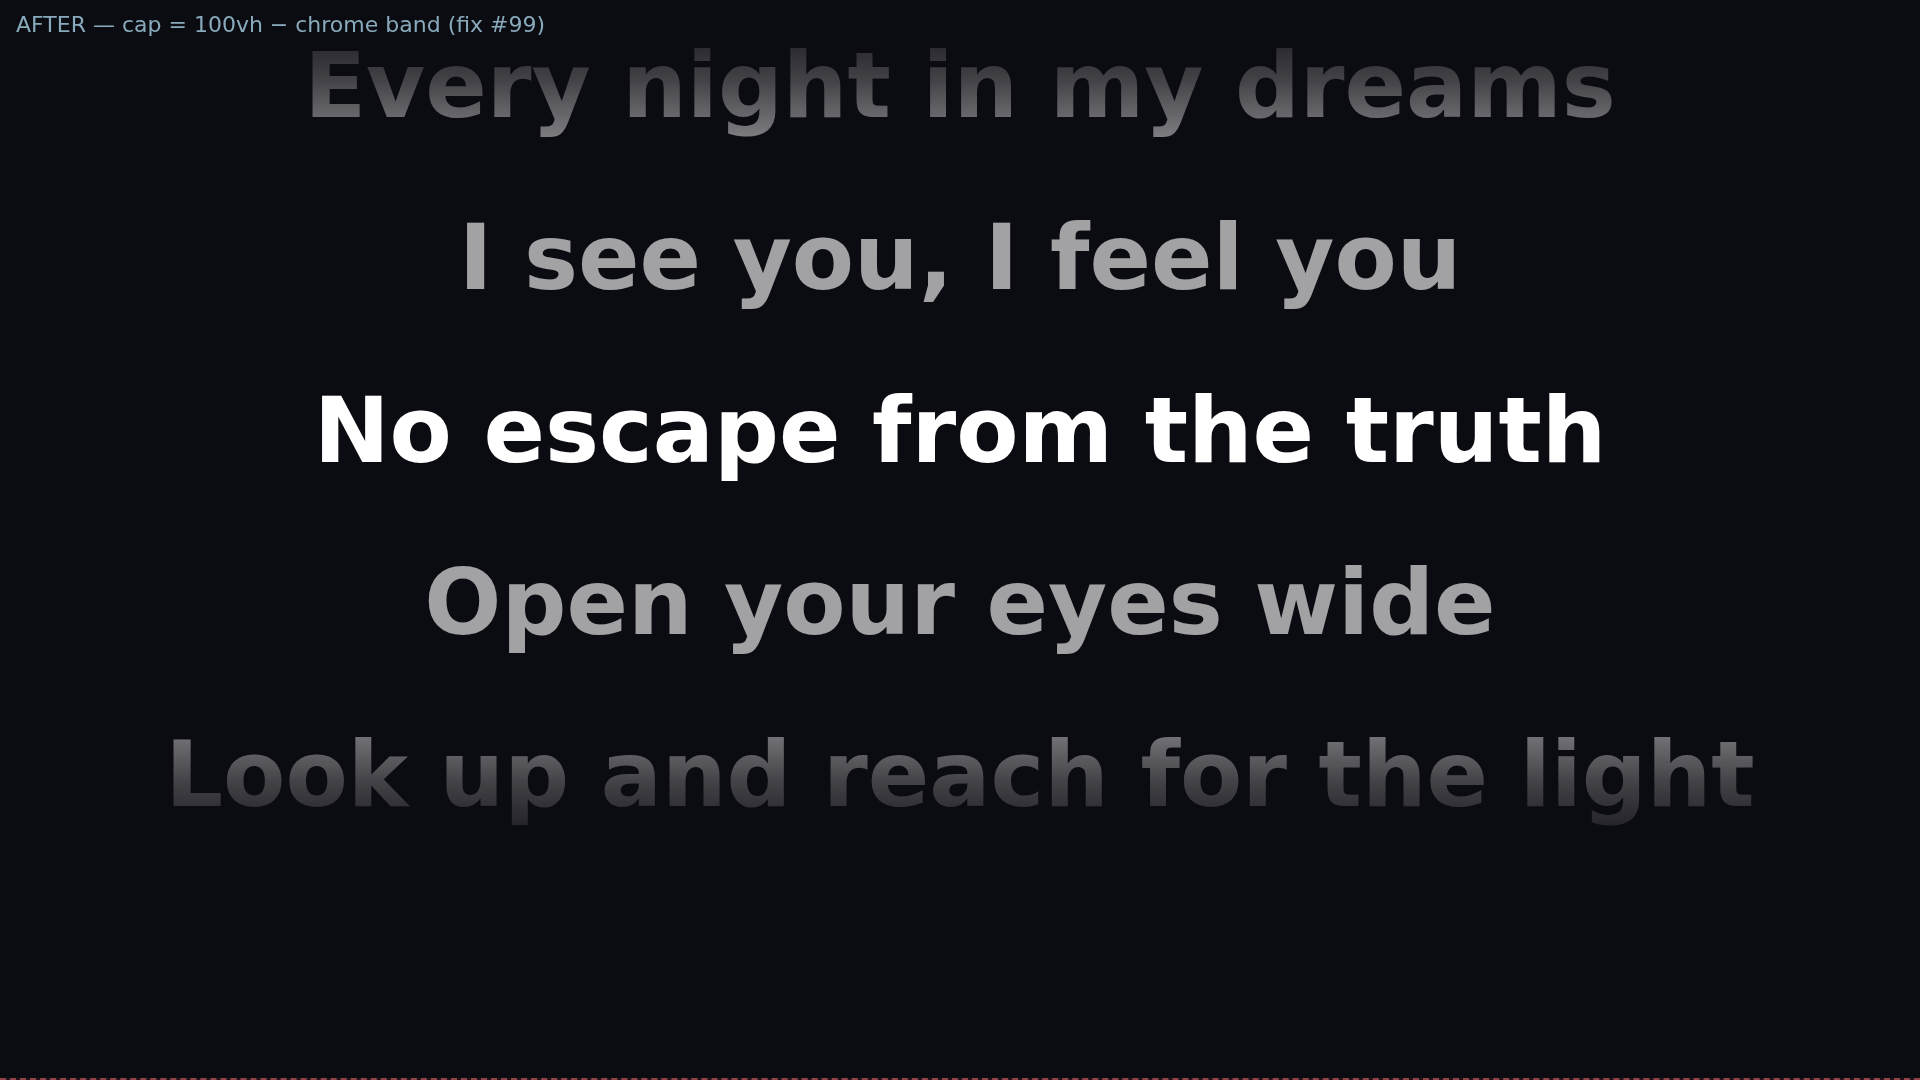 AFTER — cap = 100vh − chrome band (fix #99)
Every night in my dreams
I see you, I feel you
No escape from the truth
Open your eyes wide
Look up and reach for the light